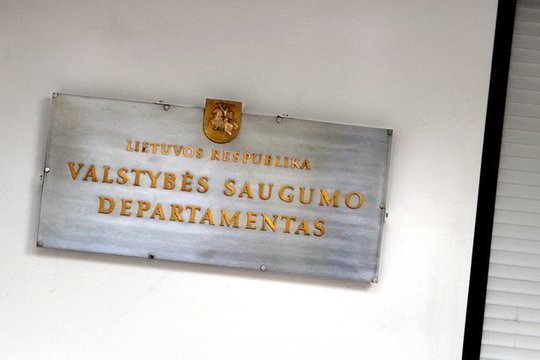 LIETUVOS RESPUBLIKA
VALSTYBĖS SAUGUMO
DEPARTAMENTAS